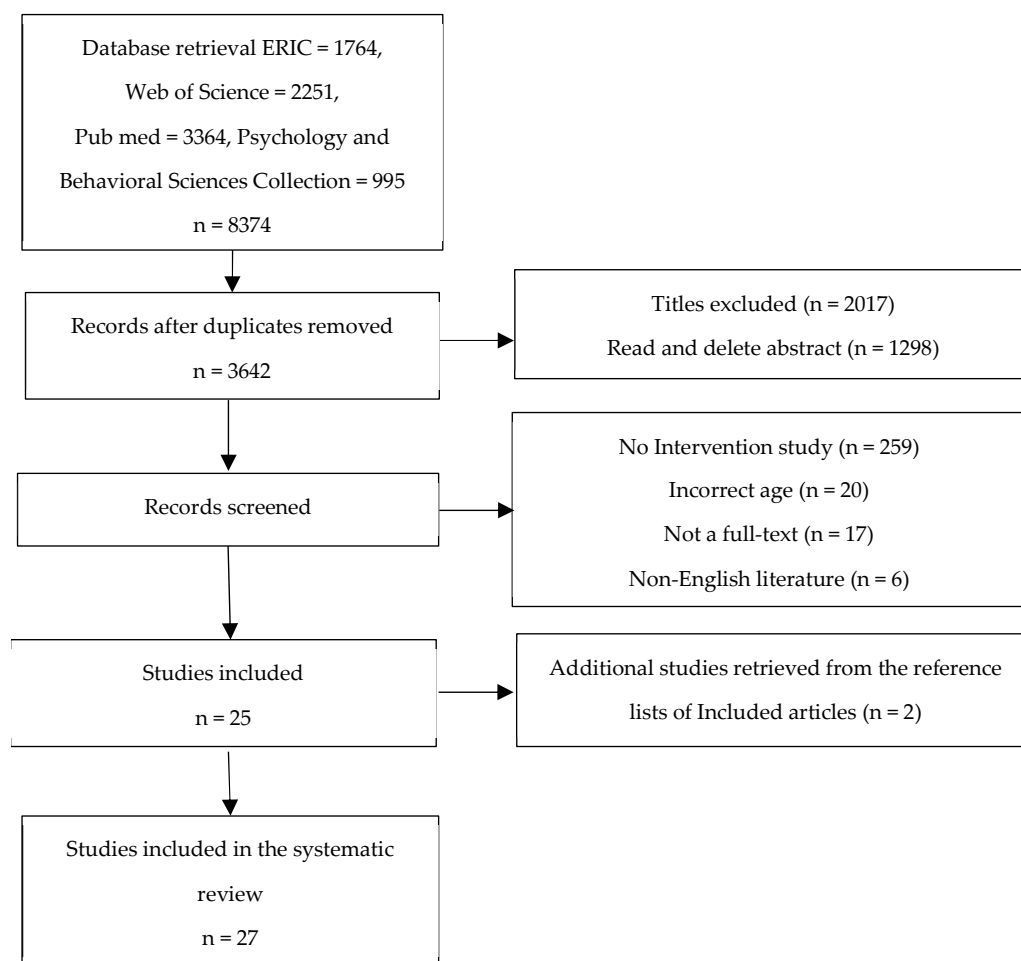 Database retrieval ERIC = 1764,
Web of Science = 2251,
Pub med = 3364, Psychology and
Behavioral Sciences Collection = 995
n = 8374
Records after duplicates removed
n = 3642
Titles excluded (n = 2017)
Read and delete abstract (n = 1298)
Records screened
No Intervention study (n = 259)
Incorrect age (n = 20)
Not a full-text (n = 17)
Non-English literature (n = 6)
Studies included
n = 25
Additional studies retrieved from the reference
lists of Included articles (n = 2)
Studies included in the systematic
review
n = 27